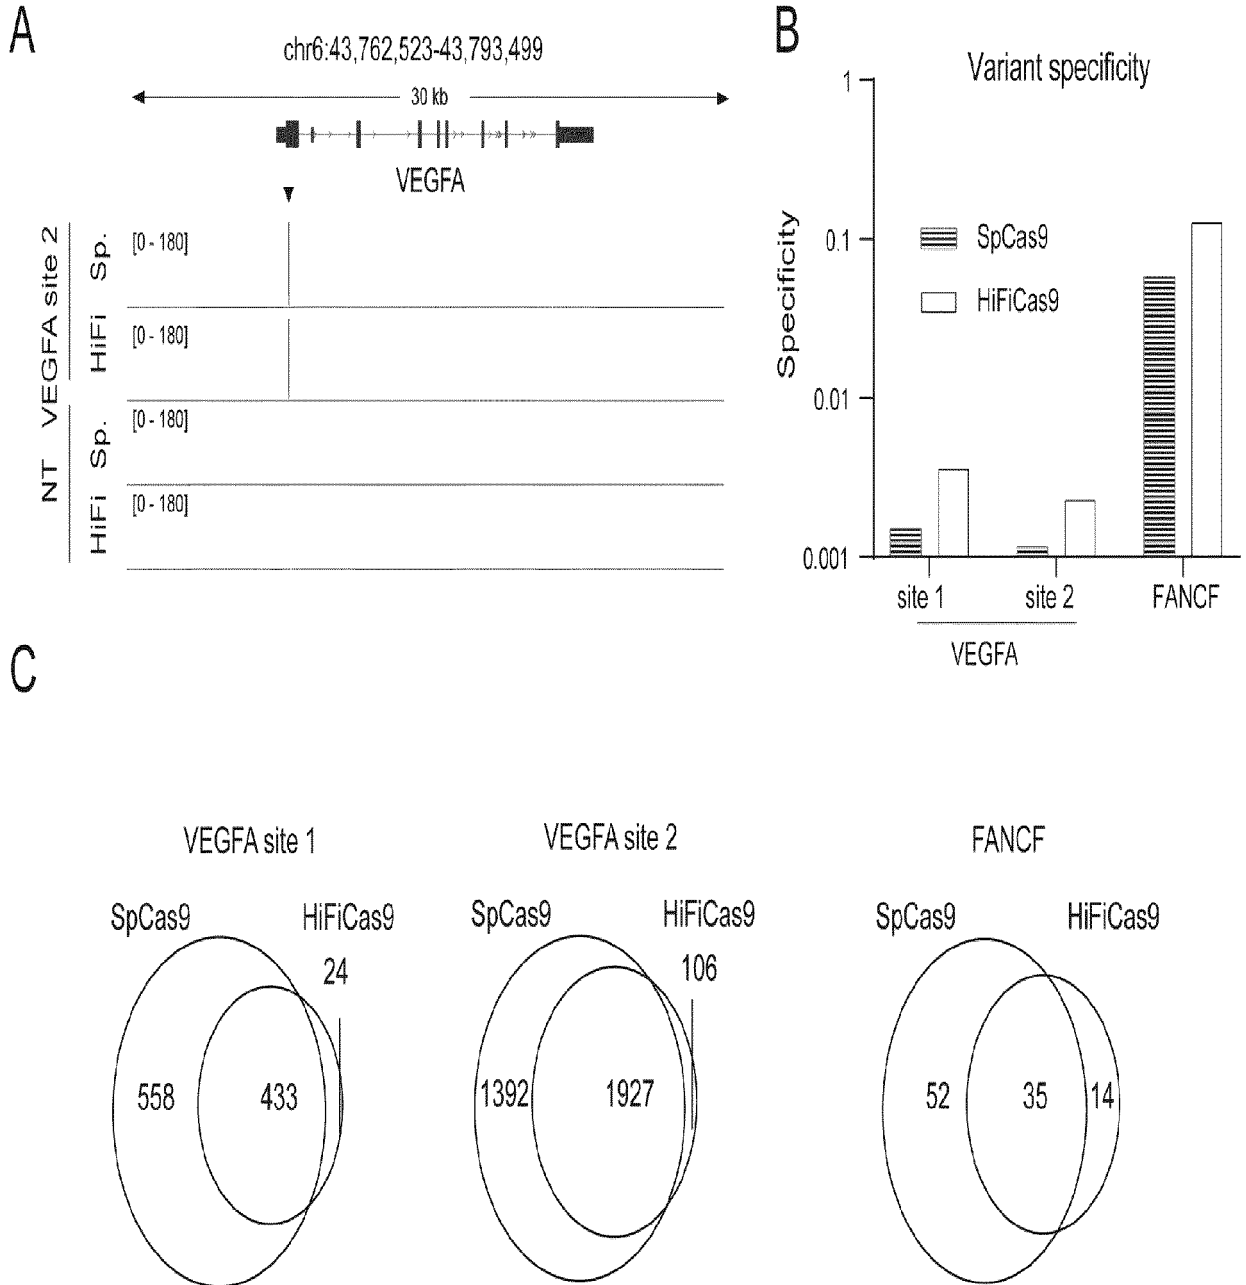 A
chr6:43,762,523-43,793,499
30 kb
VEGFA
VEGFA site 2
Sp.
[0 - 180]
HiFi
[0 - 180]
NT
Sp.
[0 - 180]
HiFi
[0 - 180]
B
Variant specificity
Specificity
1
0.1
0.01
0.001
SpCas9
HiFiCas9
site 1
site 2
FANCF
VEGFA
C
VEGFA site 1
SpCas9
HiFiCas9
24
558
433
VEGFA site 2
SpCas9
HiFiCas9
106
1392
1927
FANCF
SpCas9
HiFiCas9
52
35
14